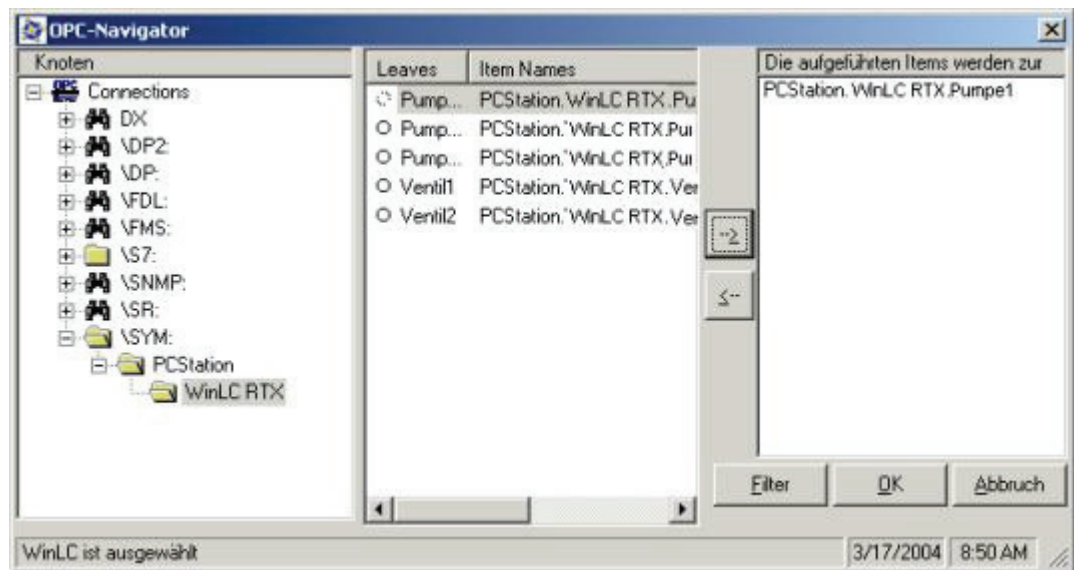 OPC-Navigator
Knoten
Connections
DX
\DP2:
\DP:
\FDL:
\FMS:
\S7:
\SNMP:
\SR:
\SYM:
PCStation
WinLC RTX
Leaves Item Names
Pump... PCStation.WinLC RTX.Pu
Pump... PCStation.WinLC RTX.Pu
Pump... PCStation.WinLC RTX.Pu
Ventil1 PCStation.WinLC RTX.Ve
Ventil2 PCStation.WinLC RTX.Ve
-->
<--
Die aufgeführten Items werden zur
PCStation.WinLC RTX.Pumpe1
Filter OK Abbruch
WinLC ist ausgewählt 3/17/2004 8:50 AM